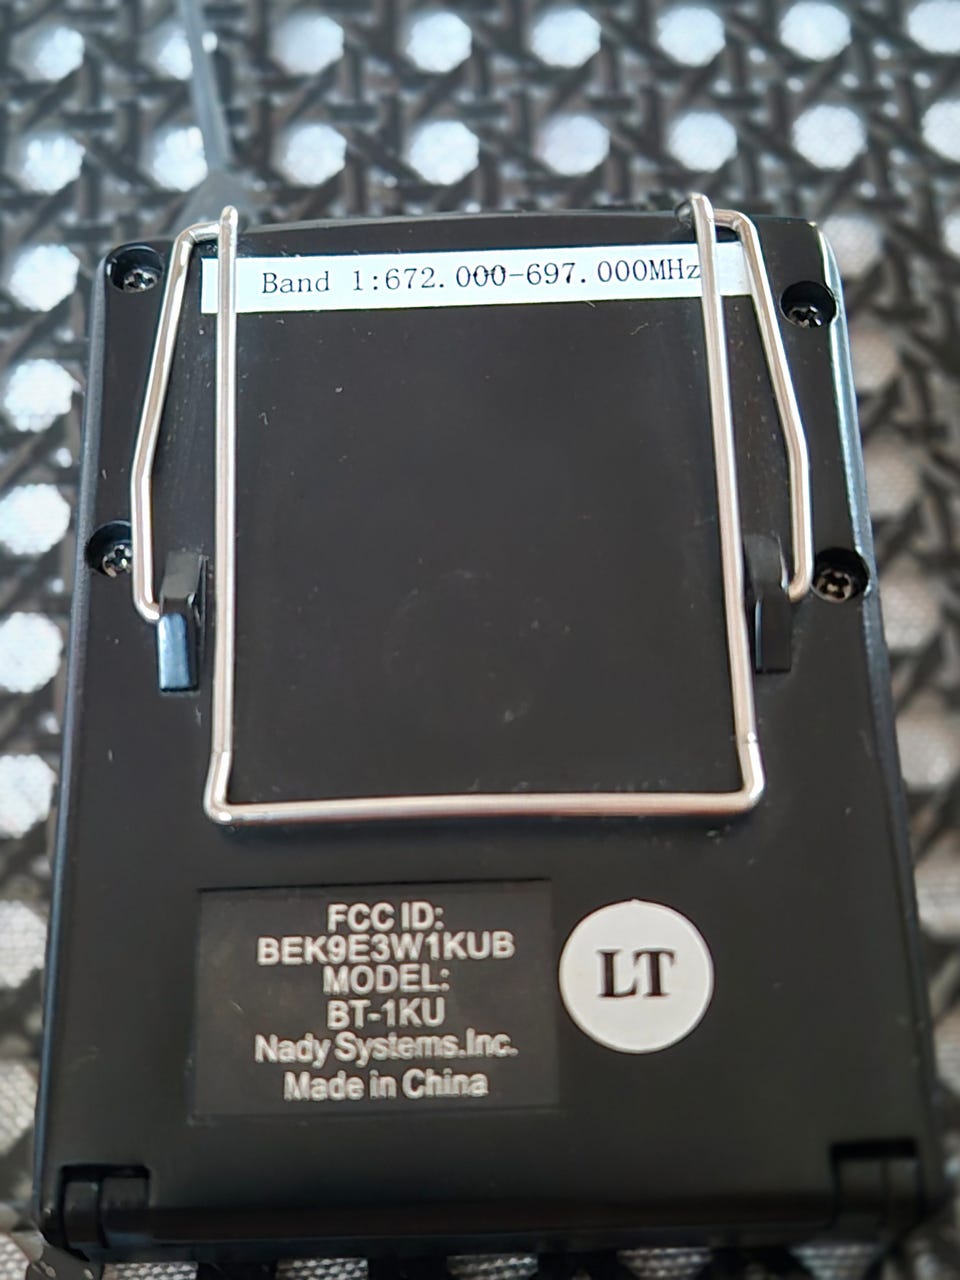 Band 1:672.000-697.000MHz
FCC ID:
BEK9E3W1KUB
MODEL:
BT-1KU
Nady Systems.Inc.
Made in China
LT